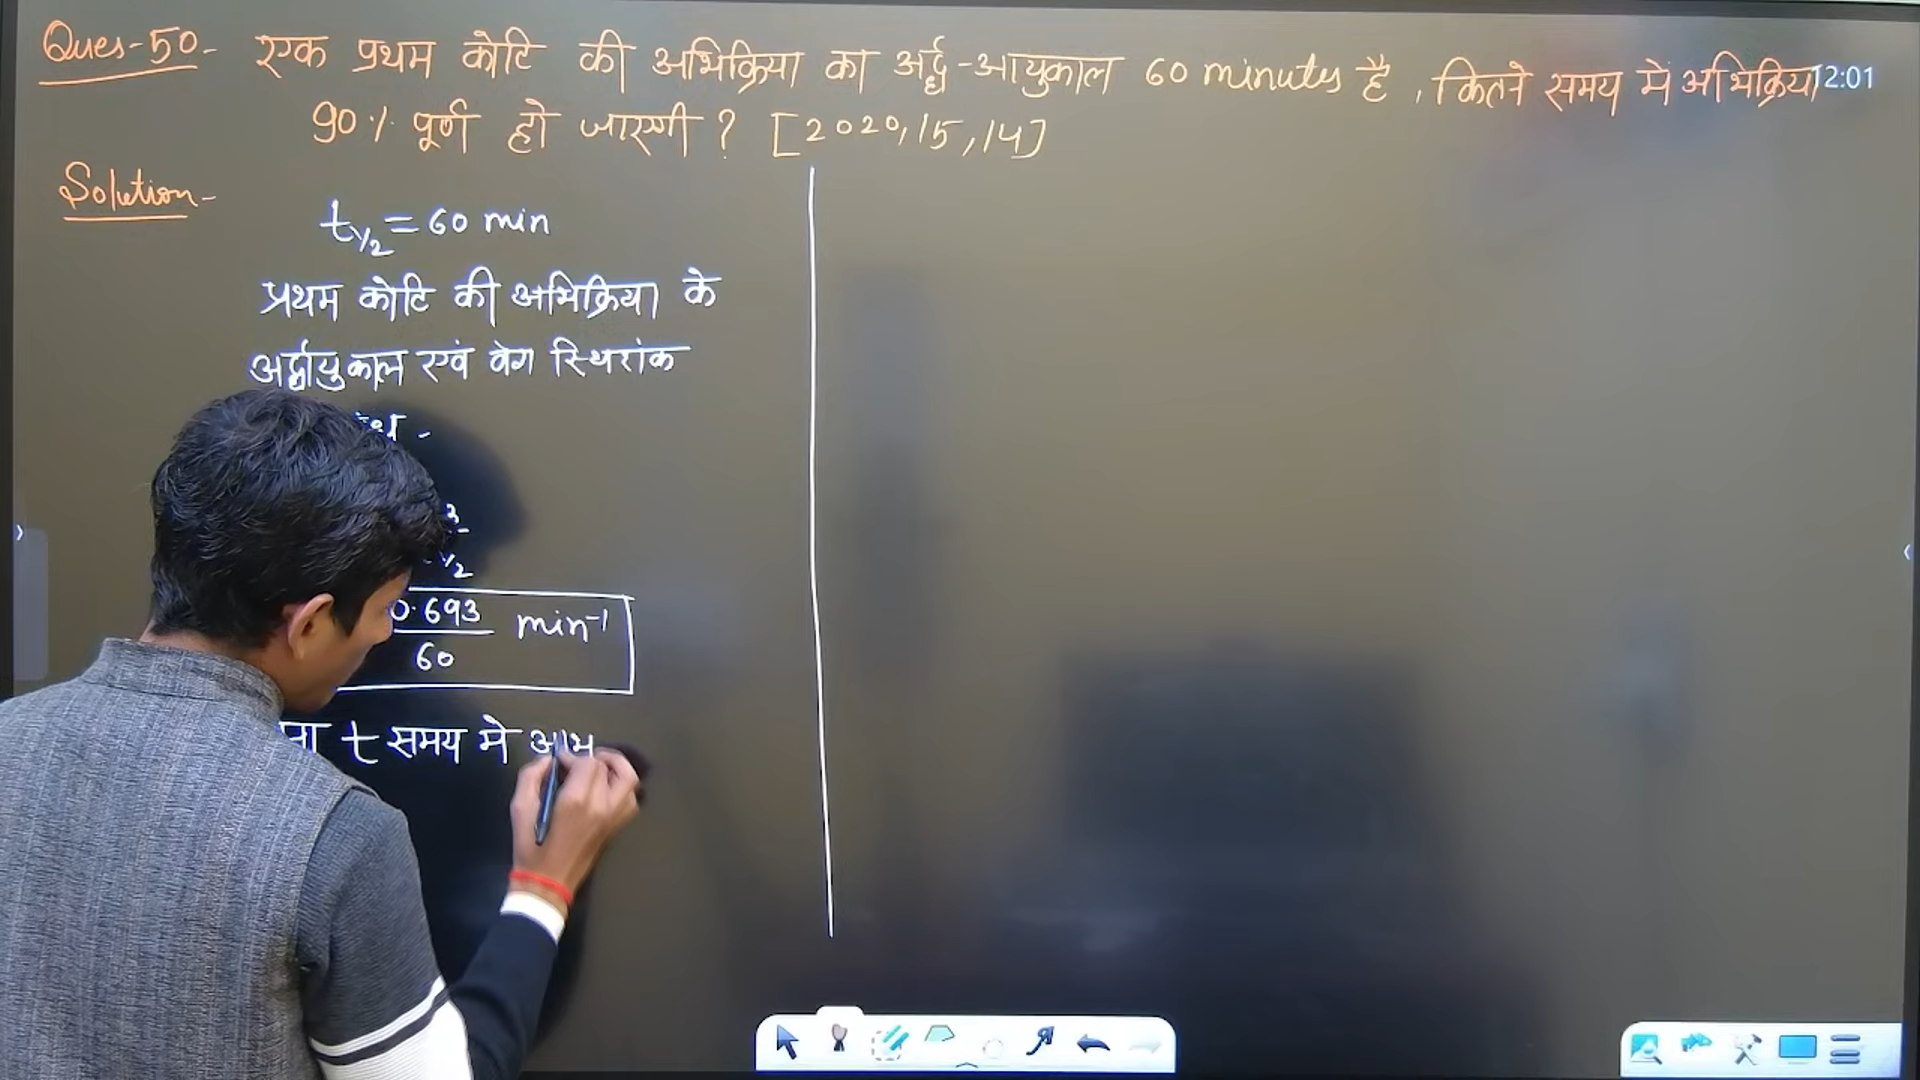 Ques-50- एक प्रथम कोटि की अभिक्रिया का अर्द्ध-आयुकाल 60 minutes है , कितने समय मे अभिक्रिया
12:01
90% पूर्ण हो जाएगी ? [2020,15,14]
Solution-
t1/2 = 60 min
प्रथम कोटि की अभिक्रिया के
अर्द्धायुकाल एवं वेग स्थिरांक
0.693
60
min⁻¹
t समय मे